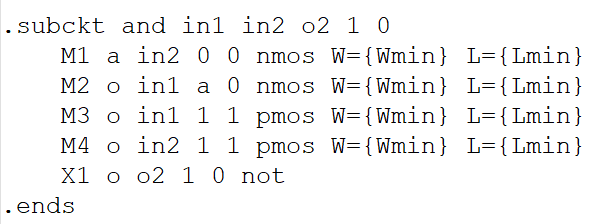 .subckt and in1 in2 o2 1 0
M1 a in2 0 0 nmos W={Wmin} L={Lmin}
M2 o in1 a 0 nmos W={Wmin} L={Lmin}
M3 o in1 1 1 pmos W={Wmin} L={Lmin}
M4 o in2 1 1 pmos W={Wmin} L={Lmin}
X1 o o2 1 0 not
.ends